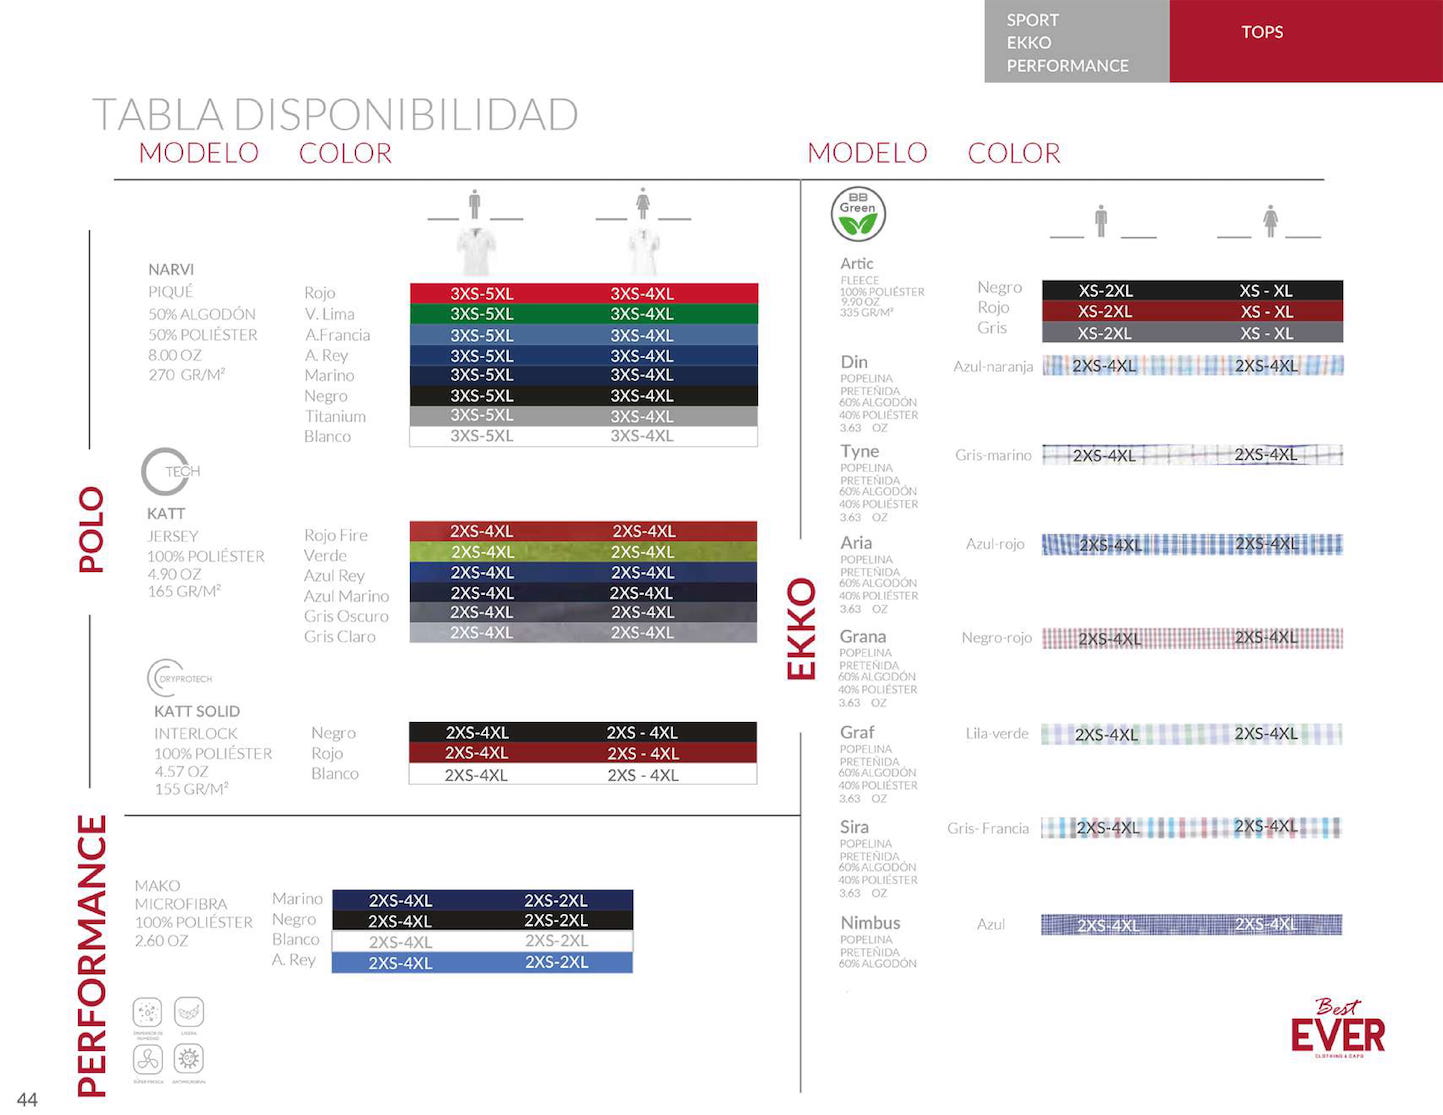 SPORT
EKKO
PERFORMANCE
TOPS
TABLA DISPONIBILIDAD
MODELO COLOR
MODELO COLOR
POLO
NARVI
PIQUÉ
50% ALGODÓN
50% POLIÉSTER
8.00 OZ
270 GR/M²
Rojo 3XS-5XL 3XS-4XL
V. Lima 3XS-5XL 3XS-4XL
A.Francia 3XS-5XL 3XS-4XL
A. Rey 3XS-5XL 3XS-4XL
Marino 3XS-5XL 3XS-4XL
Negro 3XS-5XL 3XS-4XL
Titanium 3XS-5XL 3XS-4XL
Blanco 3XS-5XL 3XS-4XL
TECH
KATT
JERSEY
100% POLIÉSTER
4.90 OZ
165 GR/M²
Rojo Fire 2XS-4XL 2XS-4XL
Verde 2XS-4XL 2XS-4XL
Azul Rey 2XS-4XL 2XS-4XL
Azul Marino 2XS-4XL 2XS-4XL
Gris Oscuro 2XS-4XL 2XS-4XL
Gris Claro 2XS-4XL 2XS-4XL
DRYPROTECH
KATT SOLID
INTERLOCK
100% POLIÉSTER
4.57 OZ
155 GR/M²
Negro 2XS-4XL 2XS - 4XL
Rojo 2XS-4XL 2XS - 4XL
Blanco 2XS-4XL 2XS - 4XL
PERFORMANCE
MAKO
MICROFIBRA
100% POLIÉSTER
2.60 OZ
Marino 2XS-4XL 2XS-2XL
Negro 2XS-4XL 2XS-2XL
Blanco 2XS-4XL 2XS-2XL
A. Rey 2XS-4XL 2XS-2XL
LIGERA
SÚPER FRESCA
ANTIMICROBIAL
EKKO
BB
Green
Artic
FLEECE
100% POLIÉSTER
9.90 OZ
335 GR/M²
Negro XS-2XL XS - XL
Rojo XS-2XL XS - XL
Gris XS-2XL XS - XL
Din
POPELINA
PRETEÑIDA
60% ALGODÓN
40% POLIÉSTER
3.63 OZ
Azul-naranja 2XS-4XL 2XS-4XL
Tyne
POPELINA
PRETEÑIDA
60% ALGODÓN
40% POLIÉSTER
3.63 OZ
Gris-marino 2XS-4XL 2XS-4XL
Aria
POPELINA
PRETEÑIDA
60% ALGODÓN
40% POLIÉSTER
3.63 OZ
Azul-rojo 2XS-4XL 2XS-4XL
Grana
POPELINA
PRETEÑIDA
60% ALGODÓN
40% POLIÉSTER
3.63 OZ
Negro-rojo 2XS-4XL 2XS-4XL
Graf
POPELINA
PRETEÑIDA
60% ALGODÓN
40% POLIÉSTER
3.63 OZ
Lila-verde 2XS-4XL 2XS-4XL
Sira
POPELINA
PRETEÑIDA
60% ALGODÓN
40% POLIÉSTER
3.63 OZ
Gris- Francia 2XS-4XL 2XS-4XL
Nimbus
POPELINA
PRETEÑIDA
60% ALGODÓN
Azul 2XS-4XL 2XS-4XL
Best
EVER
CLOTHING & CAPS
44